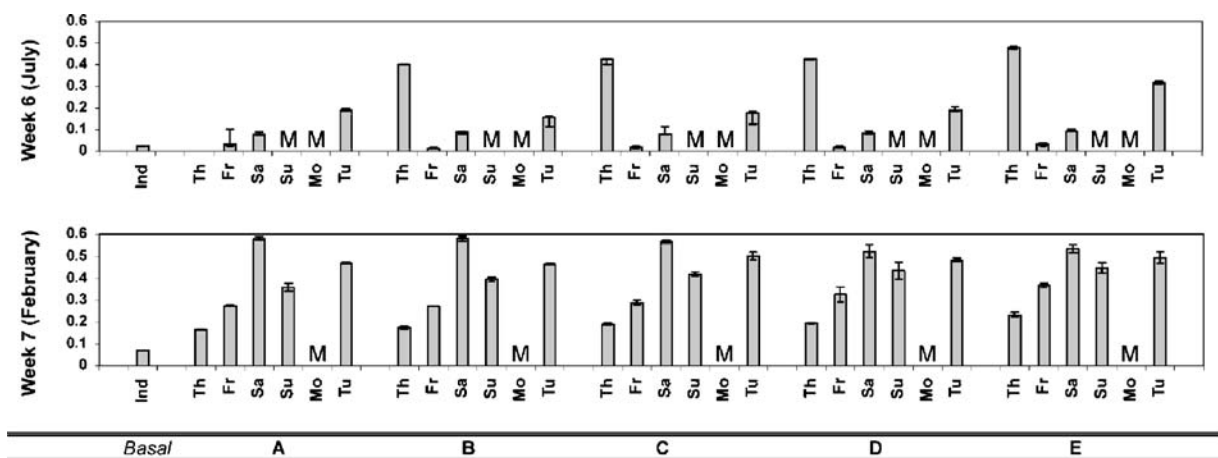 Week 6 (July)
0.6
0.5
0.4
0.3
0.2
0.1
0
M M
M M
M M
M M
M M
Ind Th Fr Sa Su Mo Tu Th Fr Sa Su Mo Tu Th Fr Sa Su Mo Tu Th Fr Sa Su Mo Tu Th Fr Sa Su Mo Tu
Week 7 (February)
0.6
0.5
0.4
0.3
0.2
0.1
0
M
M
M
M
M
Ind Th Fr Sa Su Mo Tu Th Fr Sa Su Mo Tu Th Fr Sa Su Mo Tu Th Fr Sa Su Mo Tu Th Fr Sa Su Mo Tu
Basal A B C D E